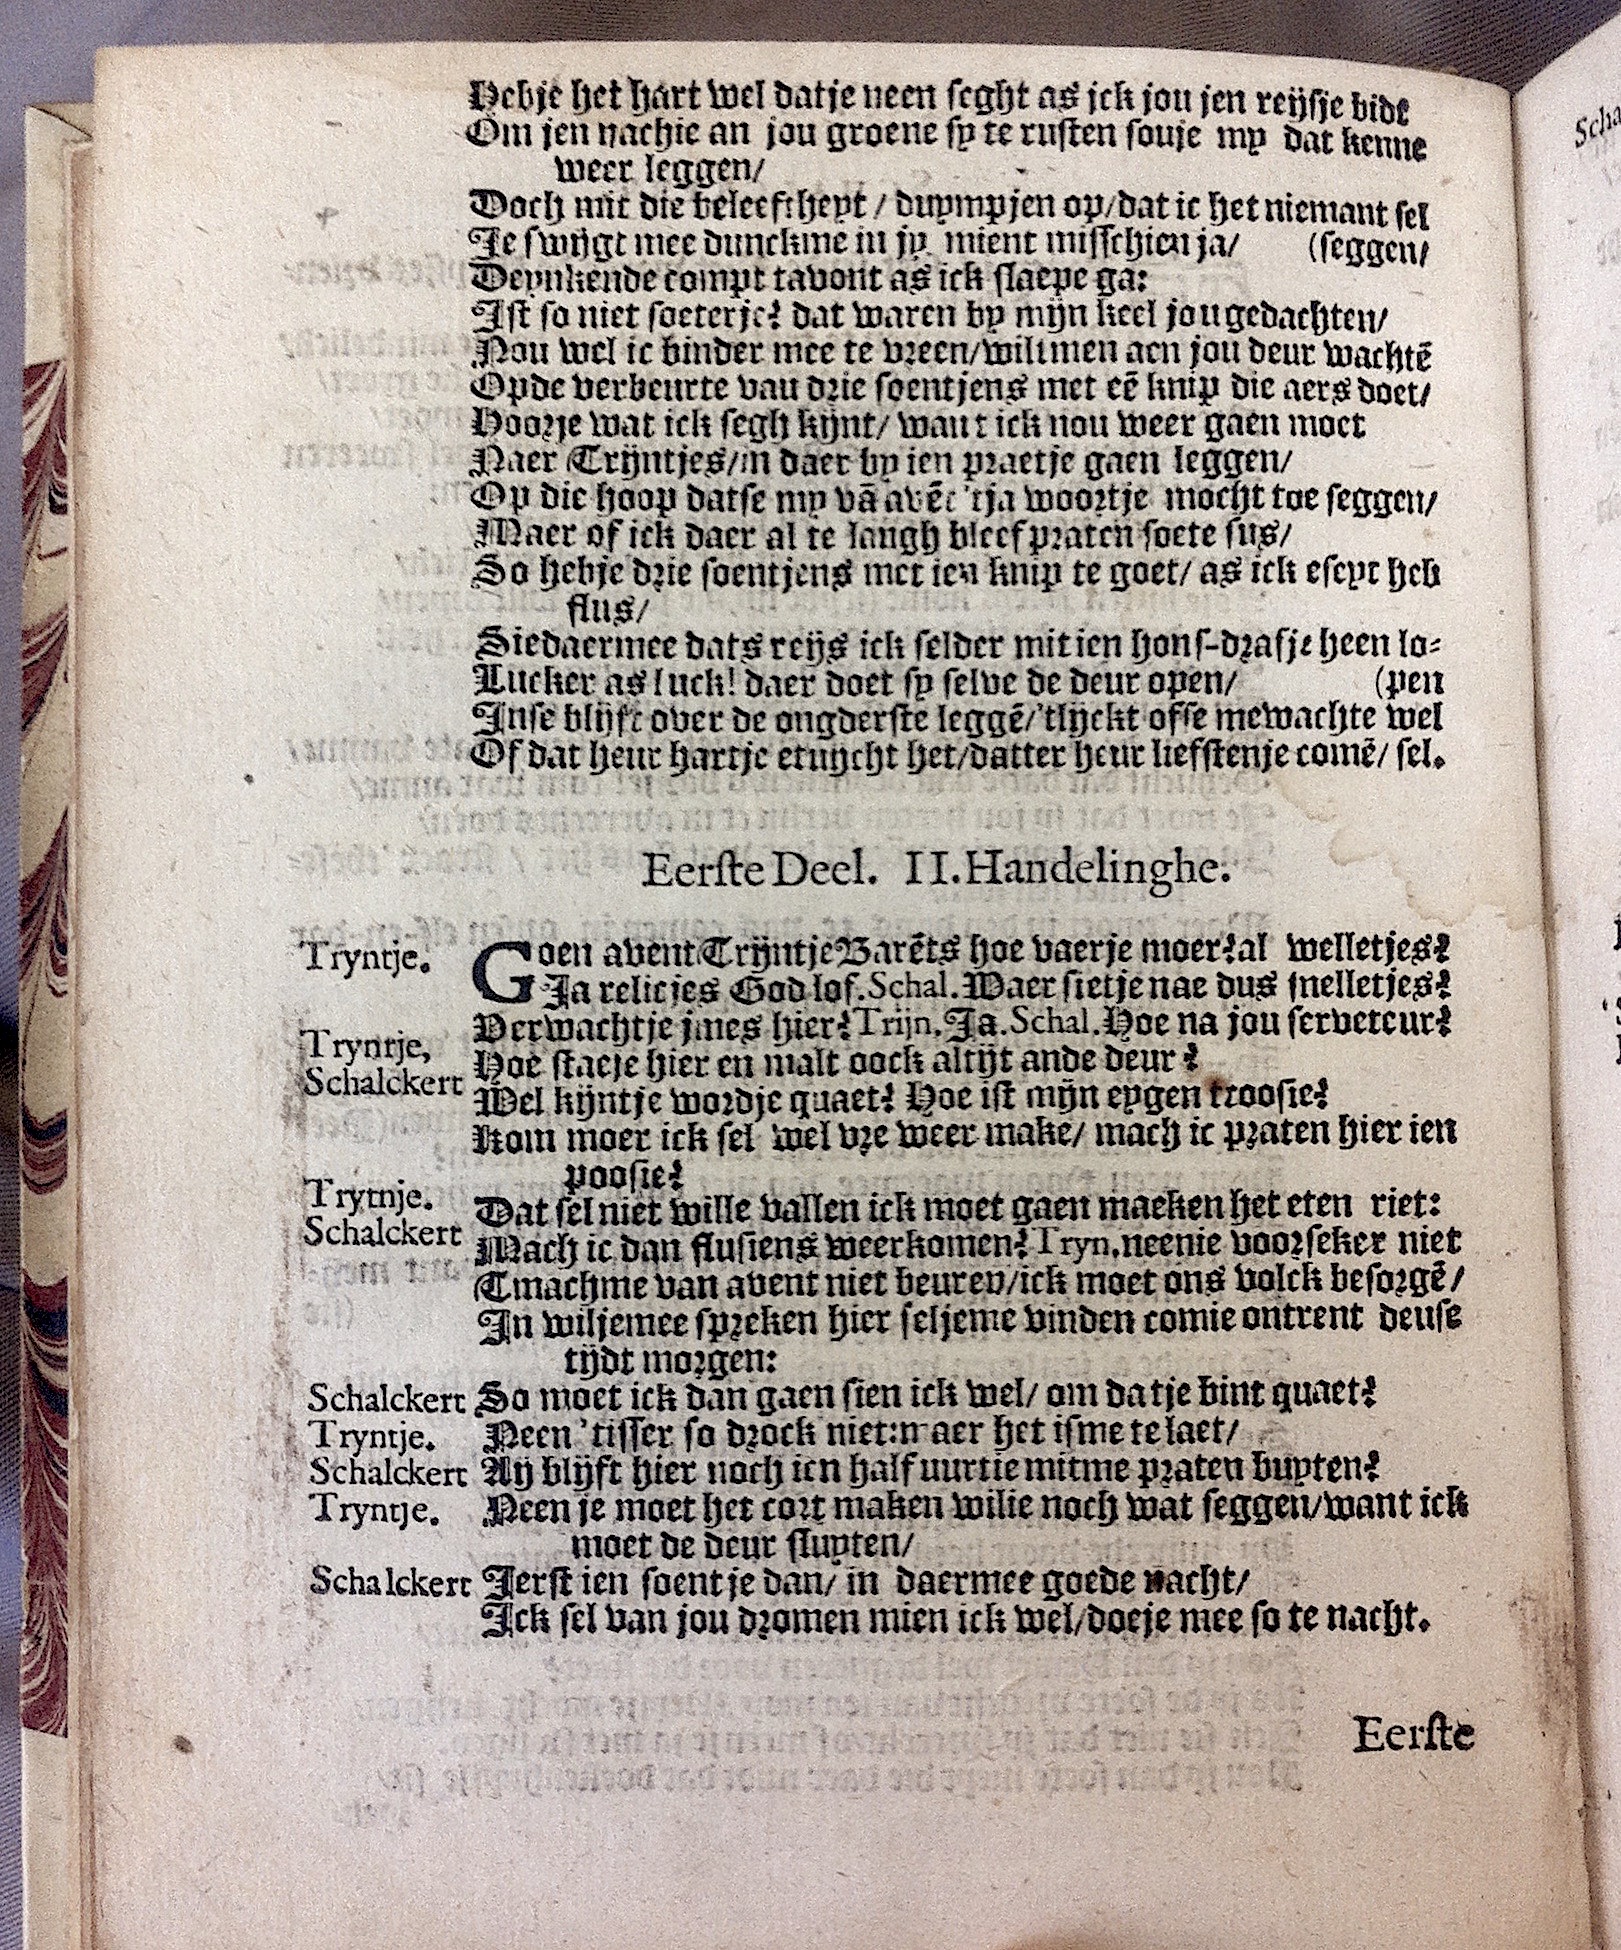 Hebje het hart wel datje neen seght as jck jou jen reijsje bide
Om jen nachie an jou groene sy te rusten souje my dat kenne
weer leggen/
Doch mit die beleeftheyt / duympjen op/dat ic het niemant sel
Je swijgt mee dunckme in jy mient misschien ja/ (seggen/
Deynkende compt tavont as ick slaepe ga:
Ist so niet soeterje? dat waren by mijn keel jou gedachten/
Nou wel ic binder mee te vreen/wilimen aen jou deur wachtē
Opde verbeurte van drie soentjens met eē knip die aers doet/
Hoorje wat ick segh kijnt/ want ick nou weer gaen moet
Naer Trijntjes/in daer by ien praetje gaen leggen/
Op die hoop datse my vā avēt 'tja woortje mocht toe seggen/
Maer of ick daer al te langh bleef praten soete sus/
So hebje drie soentjens met ien knip te goet/ as ick eseyt heb
flus/
Siedaermee dats reijs ick selder mit ien hons-drafje heen lo-
Lucker as luck! daer doet sy selve de deur open/ (pen
Inse blijft over de ongderste leggē/'tlijckt ofse mewachte wel
Of dat heur hartje etuijcht het/datter heur liefstenje comē/ sel.
Eerste Deel. II. Handelinghe.
Tryntje. Goen avent Trijntje Barēts hoe vaerje moer? al welletjes?
Ja relicjes God lof. Schal. Waer sietje nae dus snelletjes?
Verwachtje jmes hier? Trijn. Ja. Schal. Hoe na jou serveteur?
Tryntje, Hoe staeje hier en malt oock altijt ande deur?
Schalckert Wel kijntje wordje quaet? Hoe ist mijn eygen troosie?
Kom moer ick sel wel vre weer make/ mach ic praten hier ien
poosie?
Trytnje. Dat sel niet wille vallen ick moet gaen maeken het eten riet:
Schalckert Mach ic dan flusiens weerkomen? Tryn. neenie voorseker niet
Tmachme van avent niet beuren/ick moet ons volck besorgē/
In wiljemee spreken hier seljeme vinden comie ontrent deuse
tijdt morgen:
Schalckert So moet ick dan gaen sien ick wel/ om datje bint quaet?
Tryntje. Neen 'tisser so drock niet: maer het isme te laet/
Schalckert Aij blijft hier noch ien half uurtie mitme praten buyten?
Tryntje. Neen je moet het cort maken wilie noch wat seggen/want ick
moet de deur sluyten/
Schalckert Jerst ien soentje dan/ in daermee goede nacht/
Ick sel van jou dromen mien ick wel/doeje mee so te nacht.
Eerste